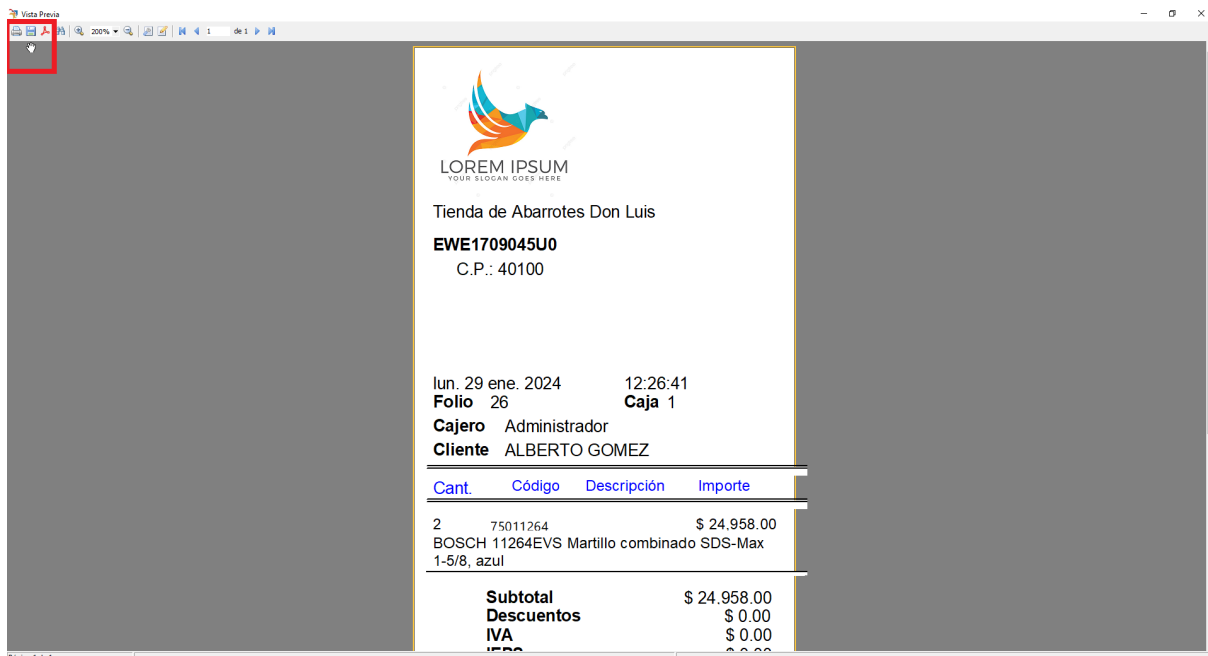 Vista Previa
200% 1 de 1
LOREM IPSUM
YOUR SLOGAN GOES HERE
Tienda de Abarrotes Don Luis
EWE1709045U0
C.P.: 40100
lun. 29 ene. 2024 12:26:41
Folio 26 Caja 1
Cajero Administrador
Cliente ALBERTO GOMEZ
Cant. Código Descripción Importe
2 75011264 $ 24,958.00
BOSCH 11264EVS Martillo combinado SDS-Max
1-5/8, azul
Subtotal $ 24,958.00
Descuentos $ 0.00
IVA $ 0.00